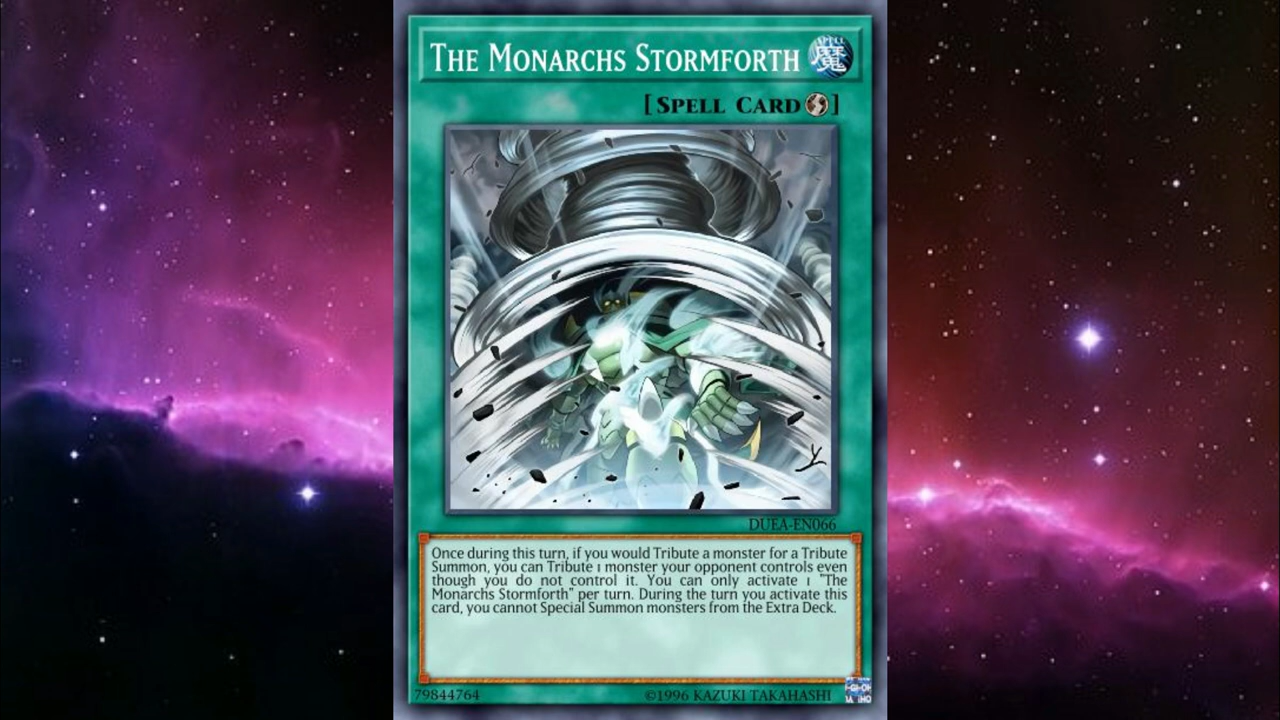 THE MONARCHS STORMFORTH 魔
[SPELL CARD]
DUEA-EN066
Once during this turn, if you would Tribute a monster for a Tribute
Summon, you can Tribute 1 monster your opponent controls even
though you do not control it. You can only activate 1 "The
Monarchs Stormforth" per turn. During the turn you activate this
card, you cannot Special Summon monsters from the Extra Deck.
79844764 ©1996 KAZUKI TAKAHASHI